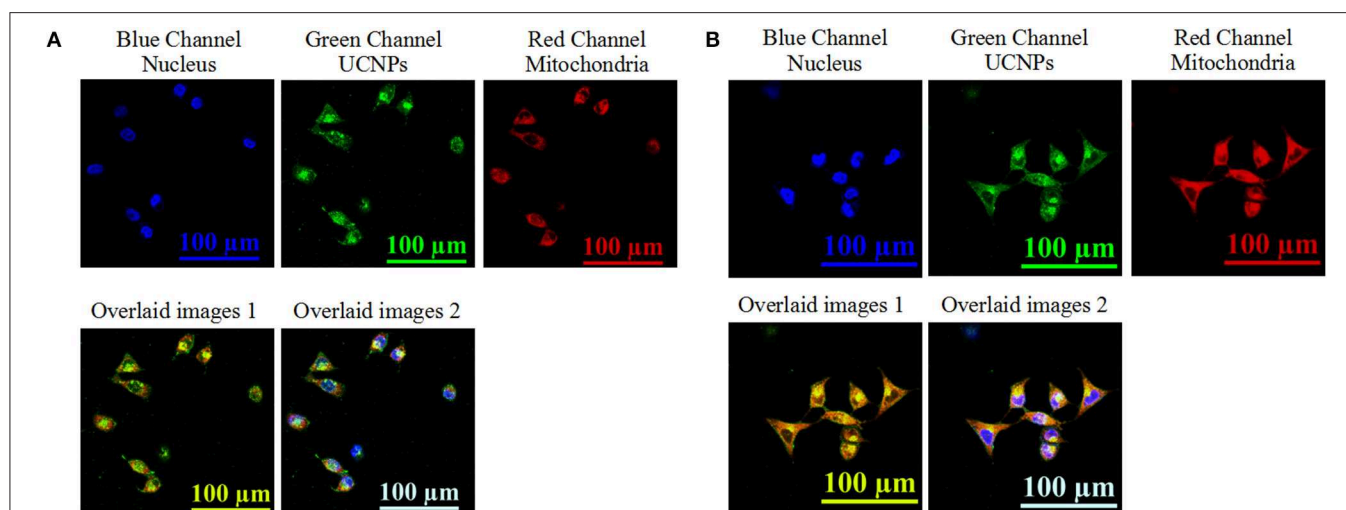 A
Blue Channel
Nucleus
Green Channel
UCNPs
Red Channel
Mitochondria
100 µm
100 µm
100 µm
Overlaid images 1
Overlaid images 2
100 µm
100 µm
B
Blue Channel
Nucleus
Green Channel
UCNPs
Red Channel
Mitochondria
100 µm
100 µm
100 µm
Overlaid images 1
Overlaid images 2
100 µm
100 µm